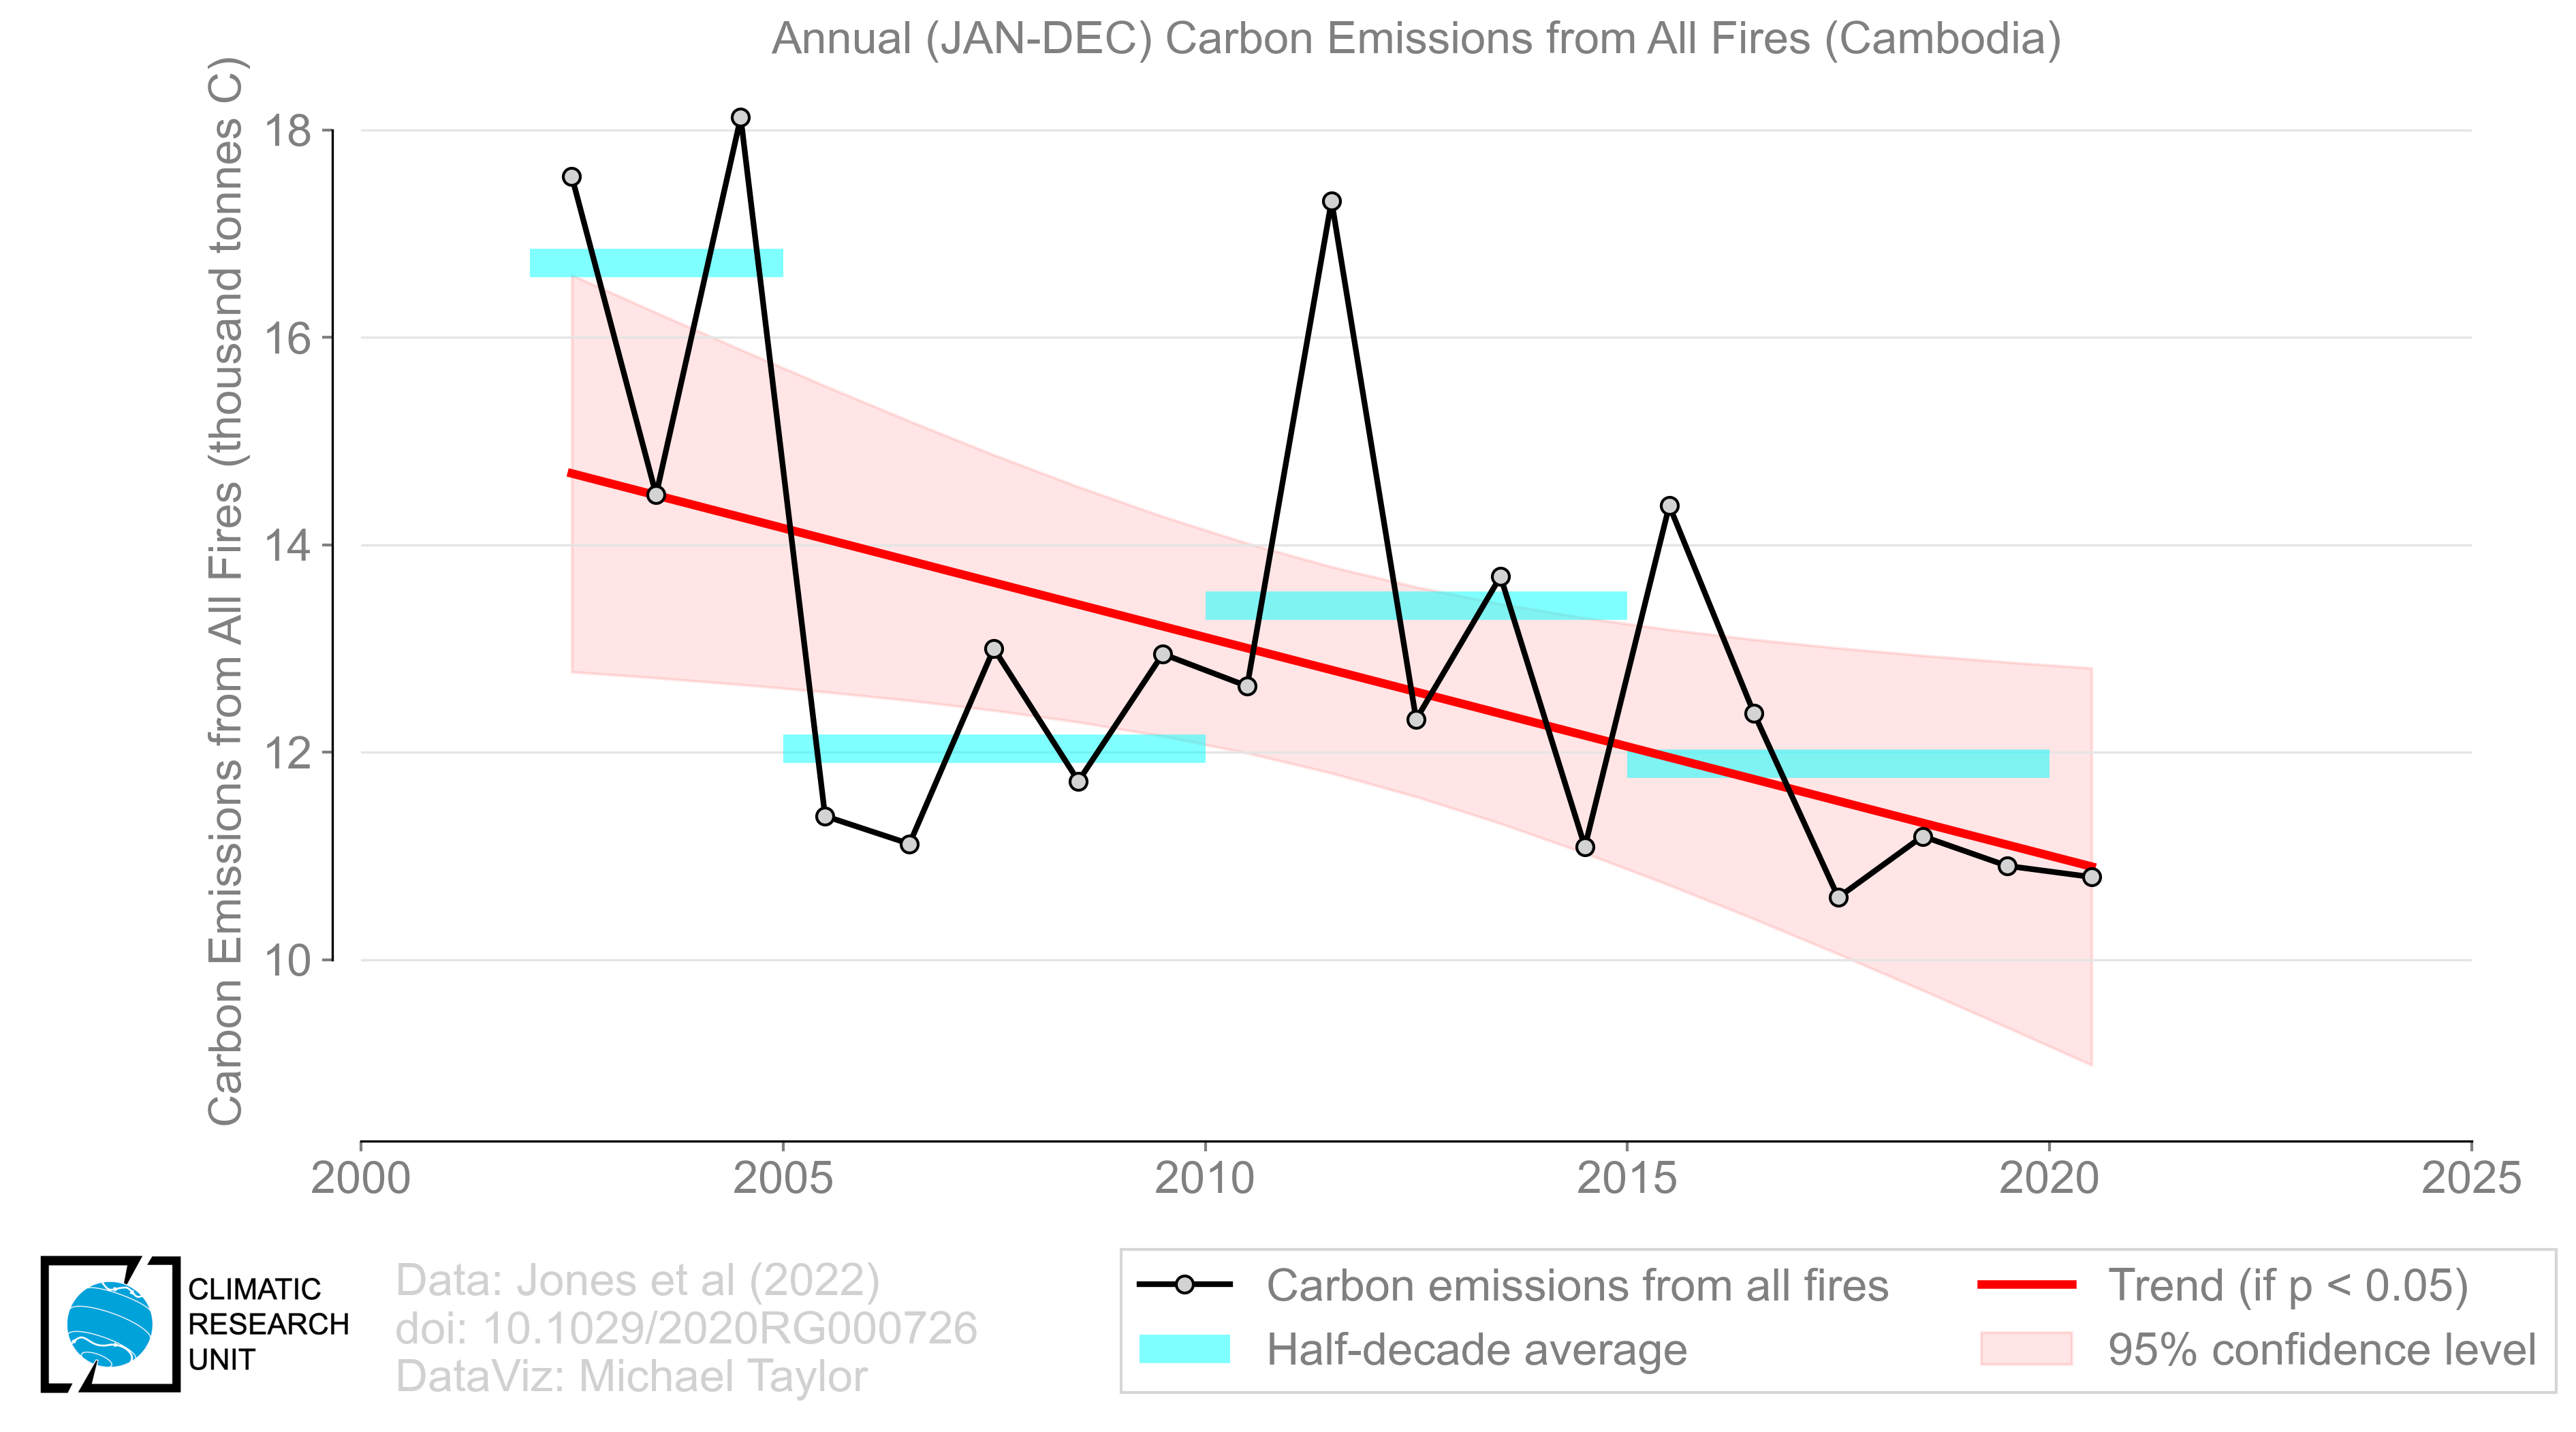 Annual (JAN-DEC) Carbon Emissions from All Fires (Cambodia)
Carbon Emissions from All Fires (thousand tonnes C)
18
16
14
12
10
2000
2005
2010
2015
2020
2025
CLIMATIC
RESEARCH
UNIT
Data: Jones et al (2022)
doi: 10.1029/2020RG000726
DataViz: Michael Taylor
Carbon emissions from all fires
Half-decade average
Trend (if p < 0.05)
95% confidence level